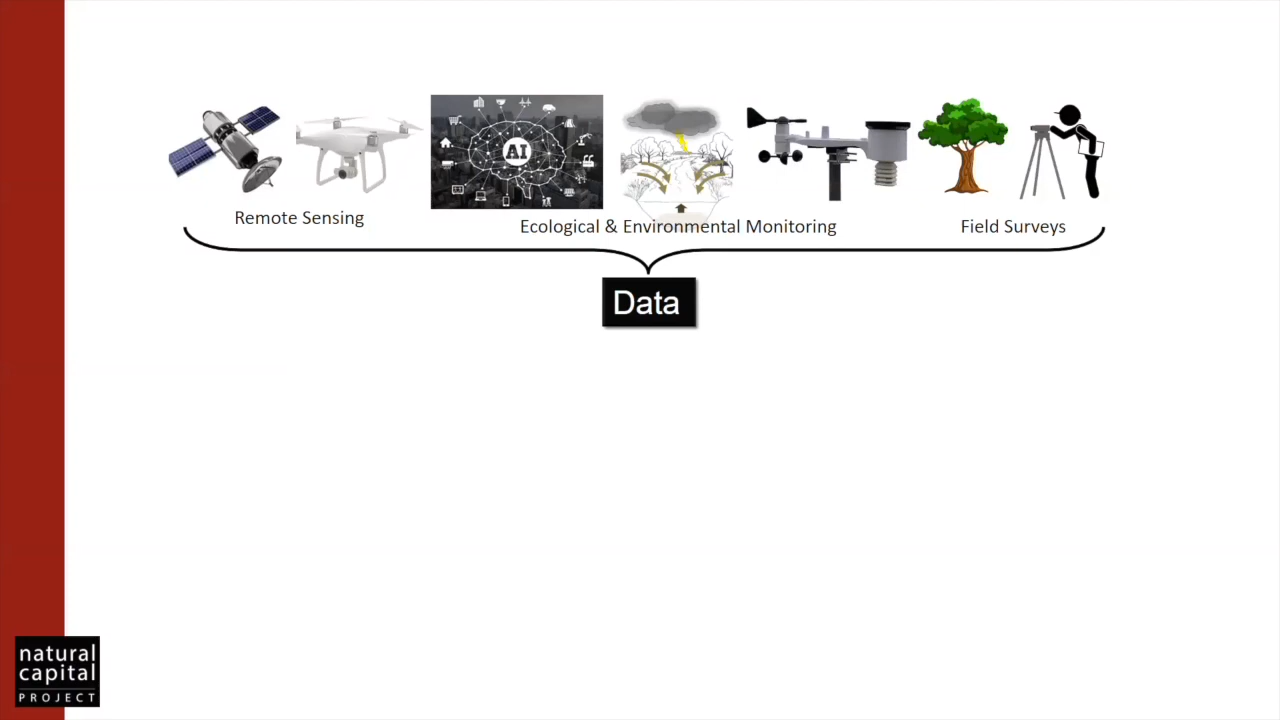 AI
Remote Sensing
Ecological & Environmental Monitoring
Field Surveys
Data
natural
capital
PROJECT